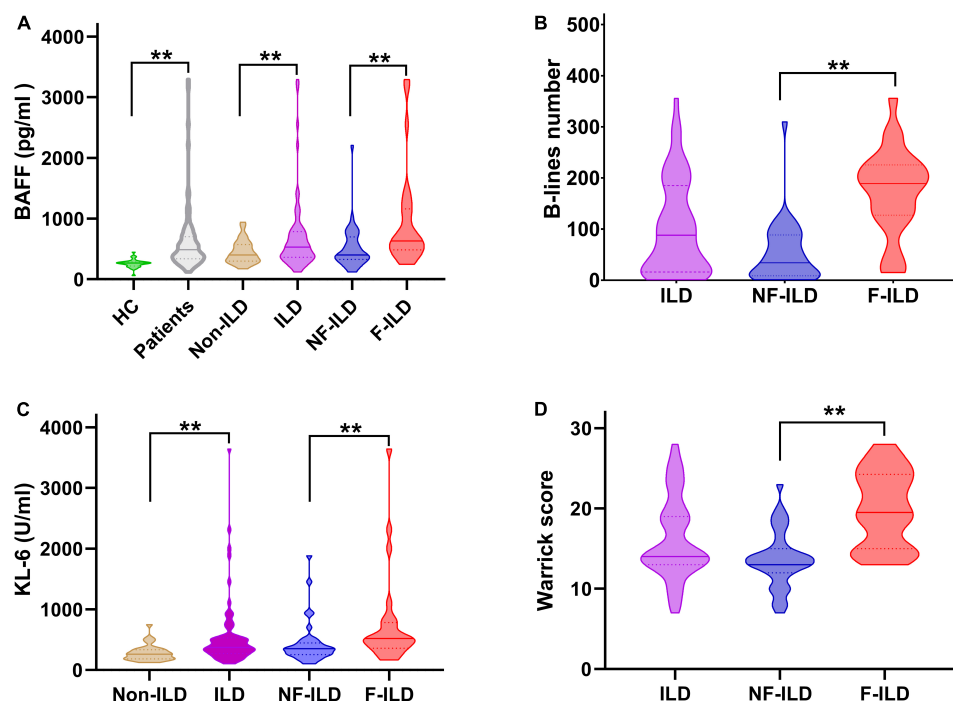 A
BAFF (pg/ml)
4000
3000
2000
1000
0
**
**
**
HC
Patients
Non-ILD
ILD
NF-ILD
F-ILD
B
B-lines number
500
400
300
200
100
0
**
ILD
NF-ILD
F-ILD
C
KL-6 (U/ml)
4000
3000
2000
1000
0
**
**
Non-ILD
ILD
NF-ILD
F-ILD
D
Warrick score
30
20
10
0
**
ILD
NF-ILD
F-ILD